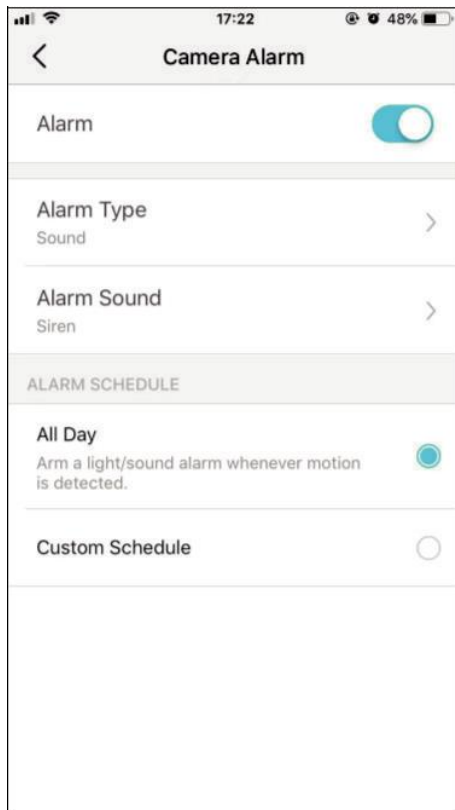 17:22
48%
Camera Alarm
Alarm
Alarm Type
Sound
Alarm Sound
Siren
ALARM SCHEDULE
All Day
Arm a light/sound alarm whenever motion
is detected.
Custom Schedule